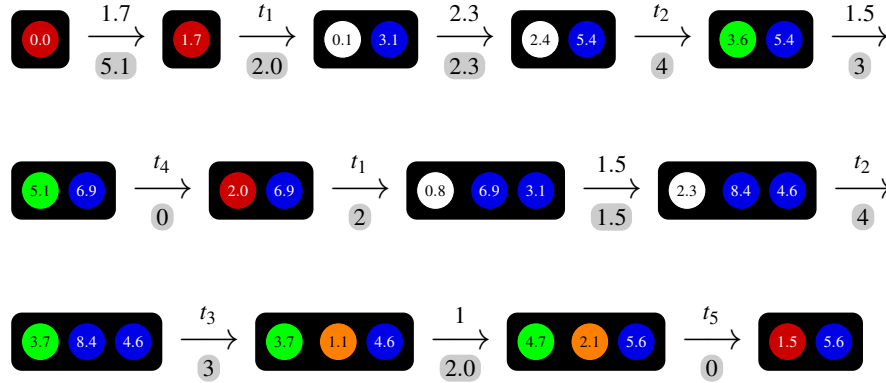 1.7 t₁ 2.3 t₂ 1.5
0.0 1.7 0.1 3.1 2.4 5.4 3.6 5.4
5.1 2.0 2.3 4 3
t₄ t₁ 1.5 t₂
5.1 6.9 2.0 6.9 0.8 6.9 3.1 2.3 8.4 4.6
0 2 1.5 4
t₃ 1 t₅
3.7 8.4 4.6 3.7 1.1 4.6 4.7 2.1 5.6 1.5 5.6
3 2.0 0